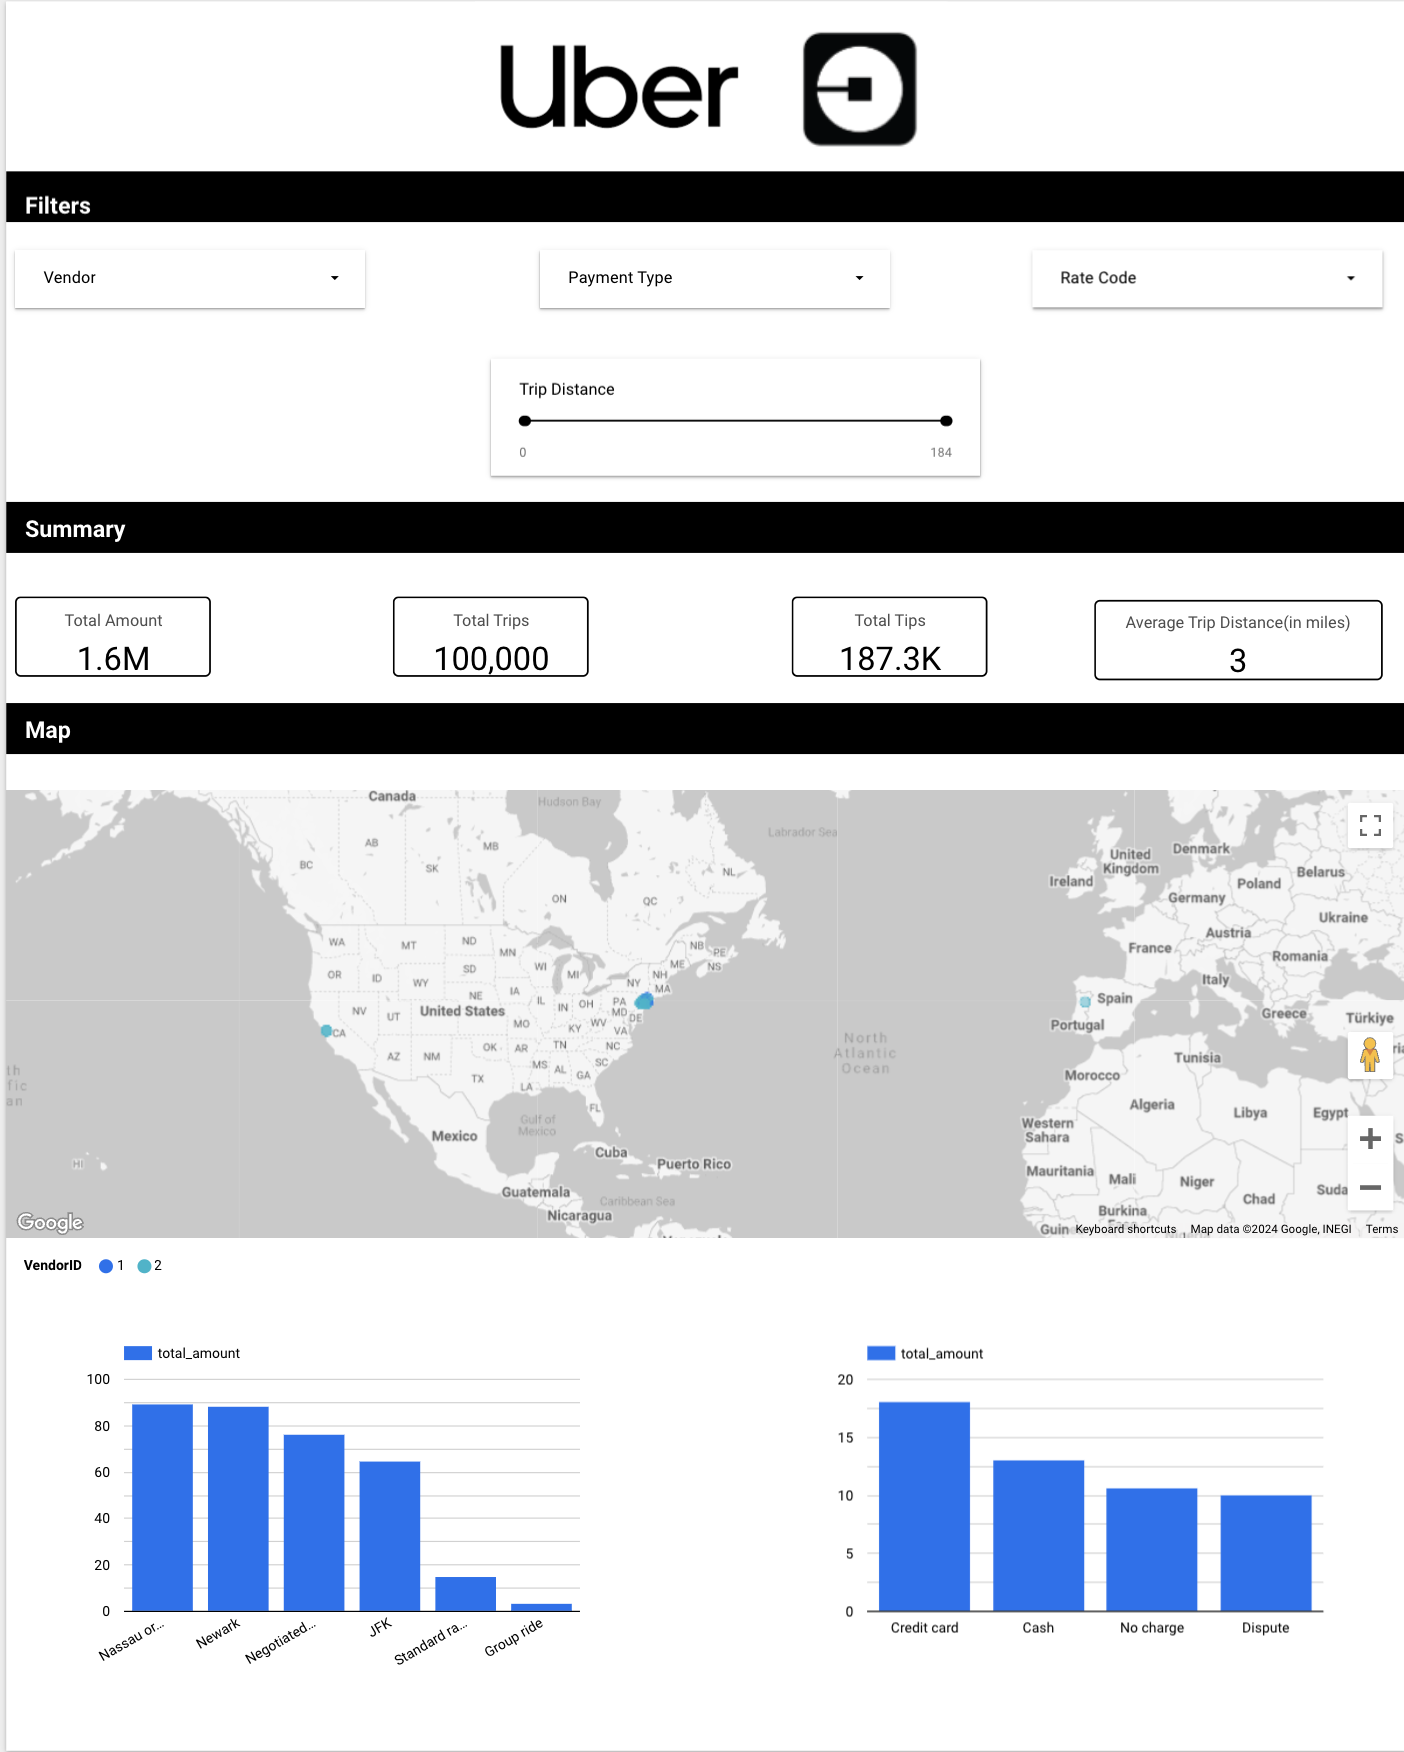 Uber
Filters
Vendor
Payment Type
Rate Code
Trip Distance
0
184
Summary
Total Amount
1.6M
Total Trips
100,000
Total Tips
187.3K
Average Trip Distance(in miles)
3
Map
Canada
Hudson Bay
Labrador Sea
AB
BC
SK
MB
ON
QC
NL
NB
PE
NS
ME
NH
MA
NY
PA
MD
DE
WA
OR
ID
MT
ND
SD
MN
WI
MI
WY
NE
IA
IL
IN
OH
NV
UT
United States
CA
MO
KY
WV
VA
AZ
NM
OK
AR
TN
NC
SC
MS
AL
GA
TX
LA
FL
Gulf of
Mexico
Mexico
Cuba
Puerto Rico
Guatemala
Caribbean Sea
Nicaragua
HI
North
Atlantic
Ocean
United
Kingdom
Ireland
Denmark
Belarus
Poland
Germany
Ukraine
Austria
France
Romania
Italy
Spain
Portugal
Greece
Türkiye
Tunisia
Morocco
Algeria
Libya
Egypt
Western
Sahara
Mauritania
Mali
Niger
Chad
Suda
Burkina
Guin
Google
Keyboard shortcuts
Map data ©2024 Google, INEGI
Terms
VendorID 1 2
total_amount
100
80
60
40
20
0
Nassau or...
Newark
Negotiated...
JFK
Standard ra...
Group ride
total_amount
20
15
10
5
0
Credit card
Cash
No charge
Dispute